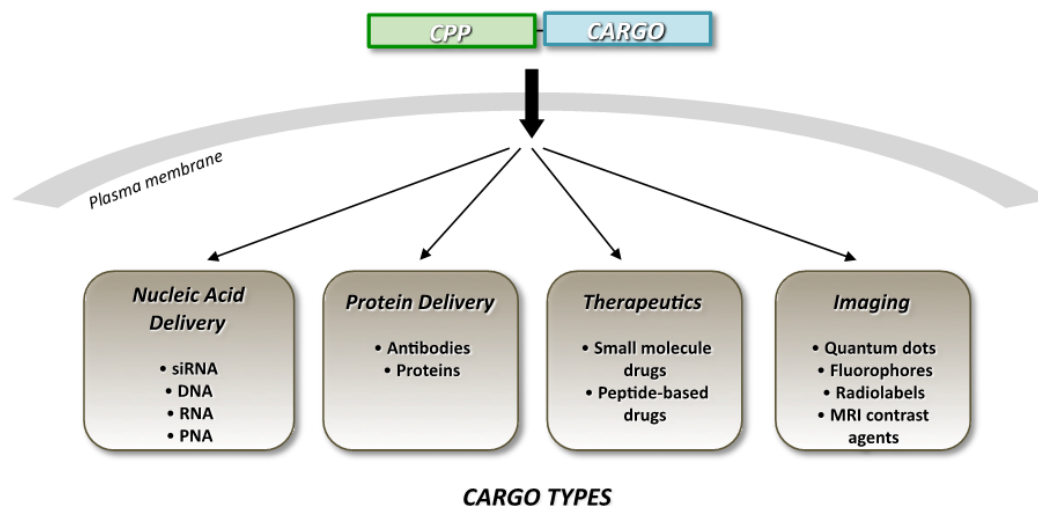 CPP
CARGO
Plasma membrane
Nucleic Acid
Delivery
• siRNA
• DNA
• RNA
• PNA
Protein Delivery
• Antibodies
• Proteins
Therapeutics
• Small molecule
drugs
• Peptide-based
drugs
Imaging
• Quantum dots
• Fluorophores
• Radiolabels
• MRI contrast
agents
CARGO TYPES